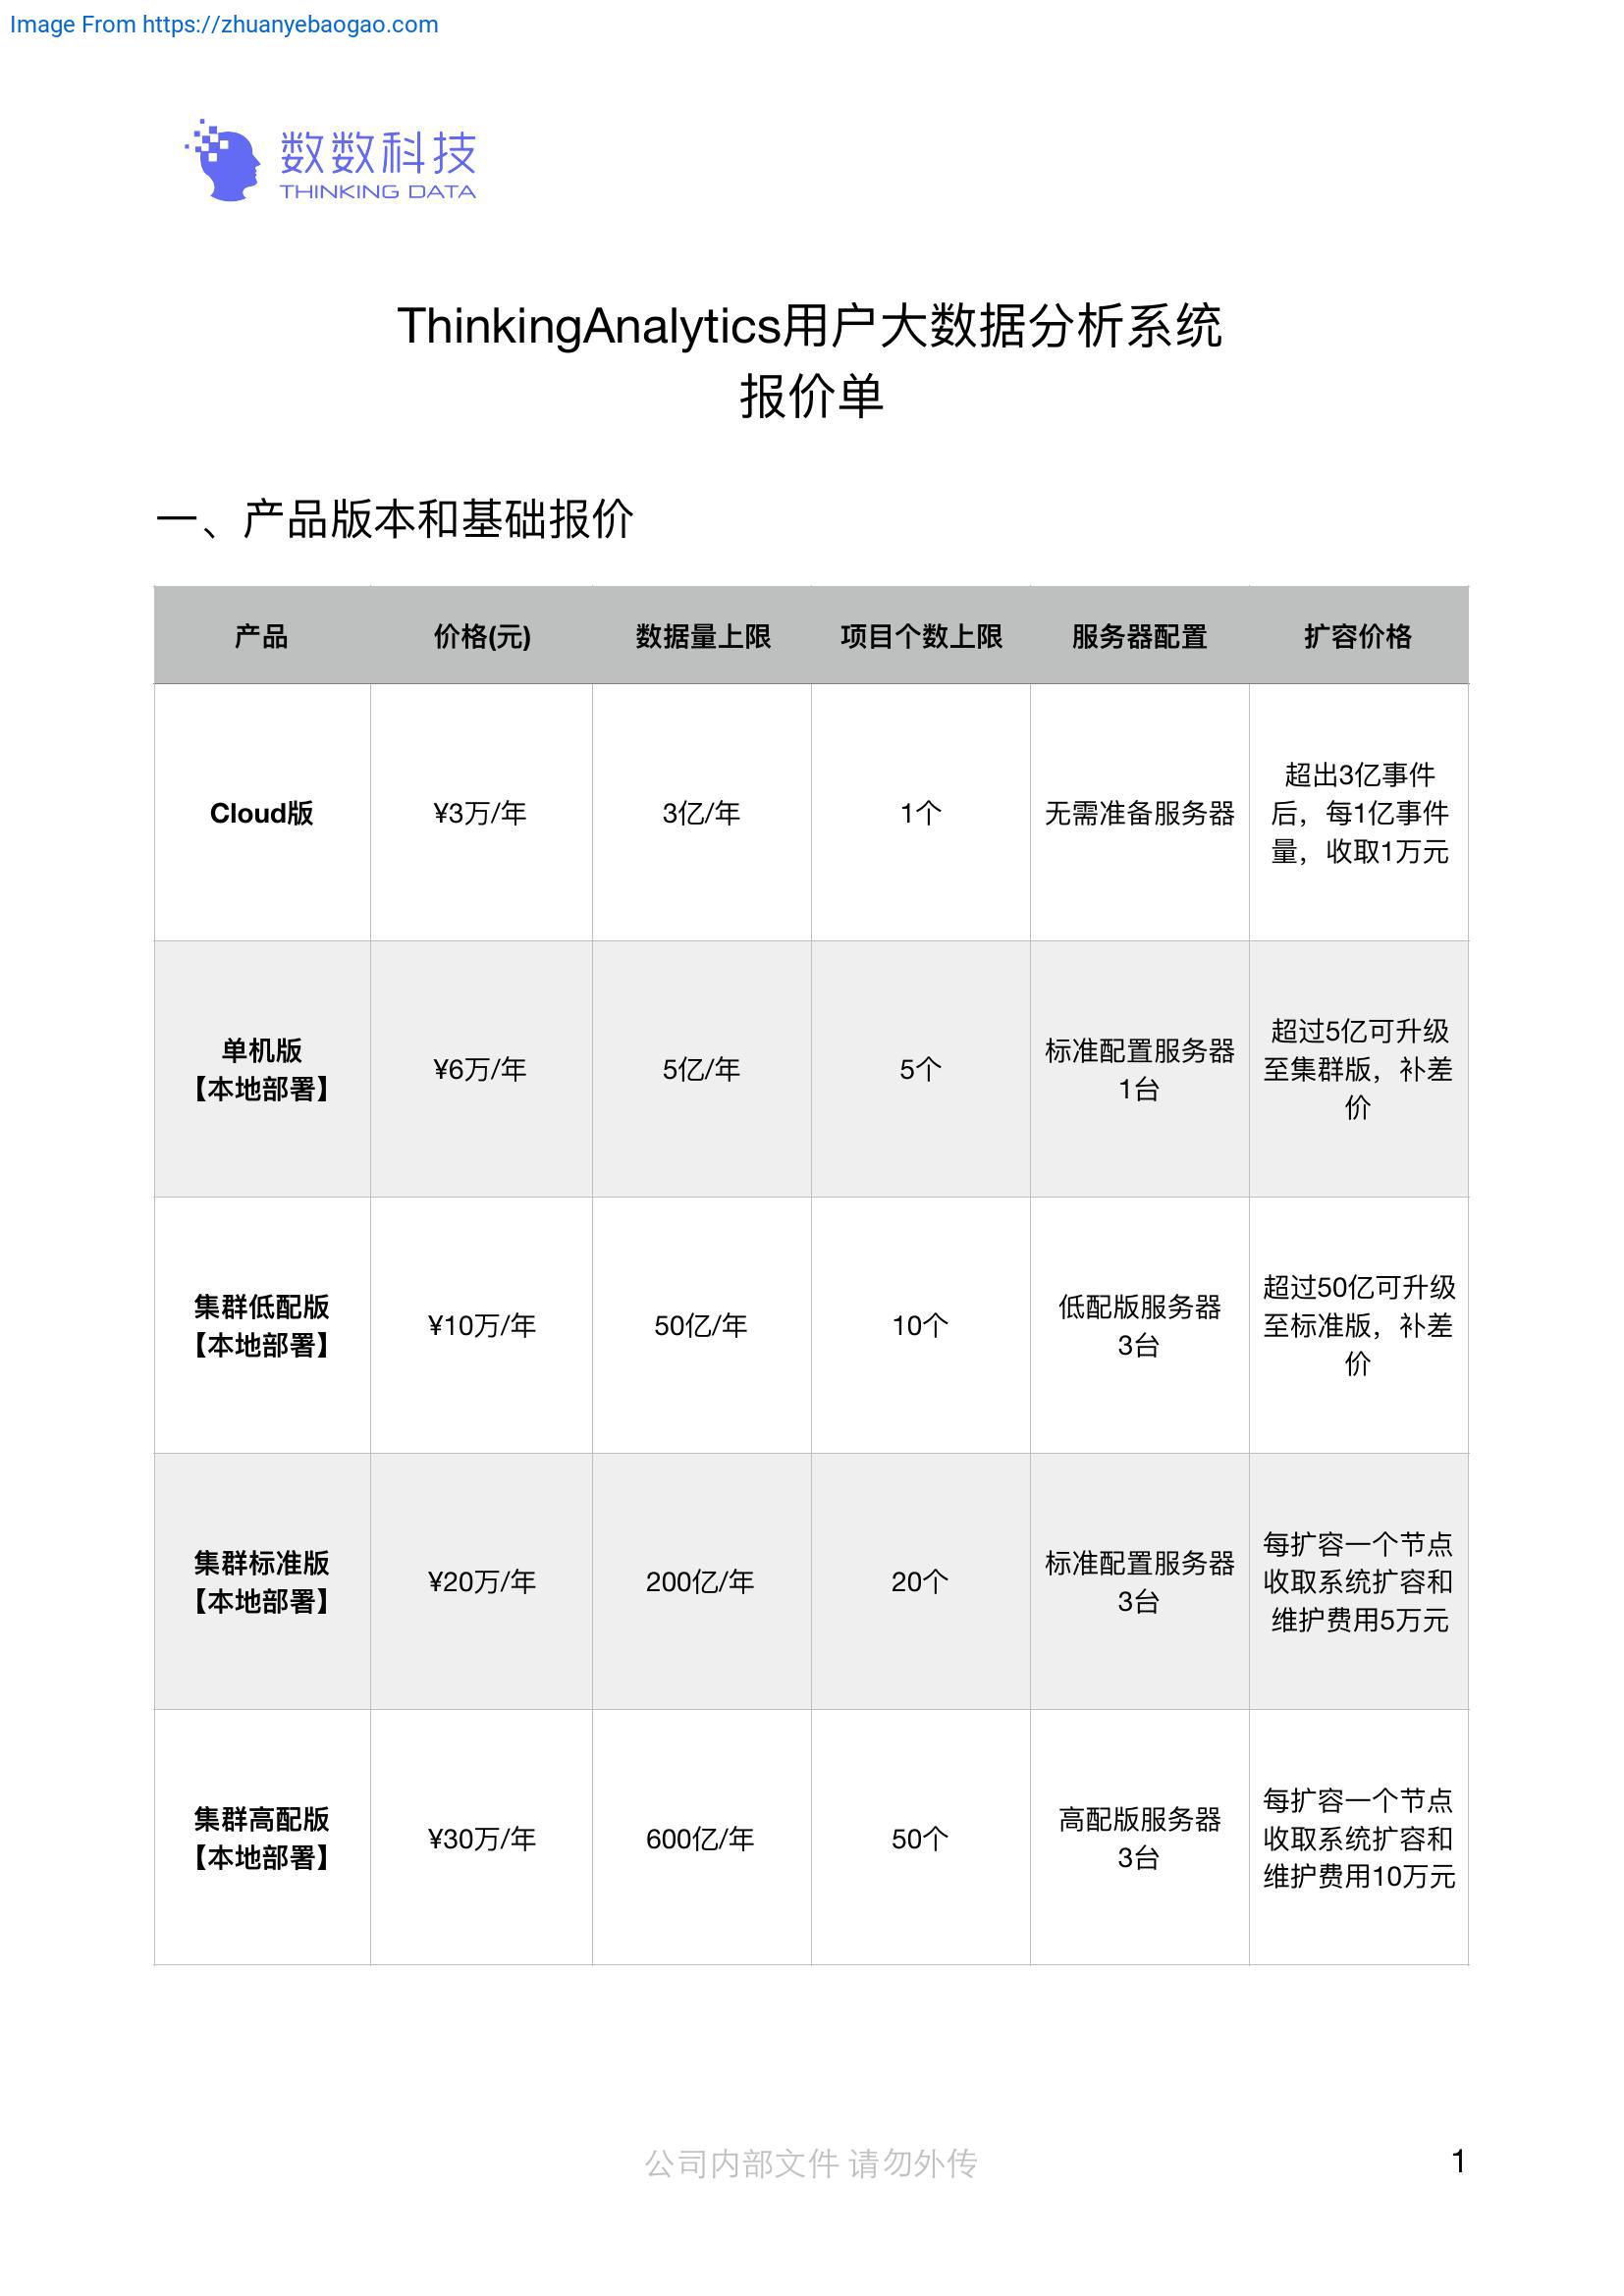 Image From https://zhuanyebaogao.com
数数科技
THINKING DATA
ThinkingAnalytics用户大数据分析系统
报价单
一、产品版本和基础报价
产品 价格(元) 数据量上限 项目个数上限 服务器配置 扩容价格
Cloud版 ¥3万/年 3亿/年 1个 无需准备服务器
超出3亿事件
后，每1亿事件
量，收取1万元
单机版
【本地部署】
¥6万/年 5亿/年 5个
标准配置服务器
1台
超过5亿可升级
至集群版，补差
价
集群低配版
【本地部署】
¥10万/年 50亿/年 10个
低配版服务器
3台
超过50亿可升级
至标准版，补差
价
集群标准版
【本地部署】
¥20万/年 200亿/年 20个
标准配置服务器
3台
每扩容一个节点
收取系统扩容和
维护费用5万元
集群高配版
【本地部署】
¥30万/年 600亿/年 50个
高配版服务器
3台
每扩容一个节点
收取系统扩容和
维护费用10万元
公司内部文件 请勿外传
1